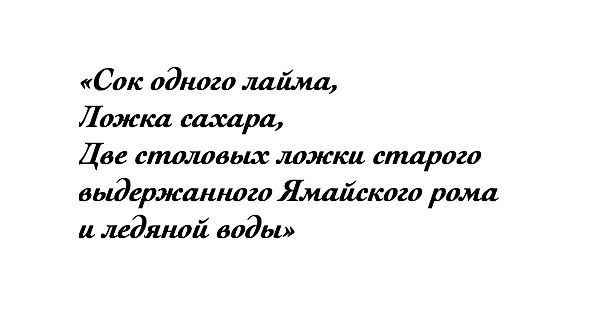 «Сок одного лайма,
Ложка сахара,
Две столовых ложки старого
выдержанного Ямайского рома
и ледяной воды»